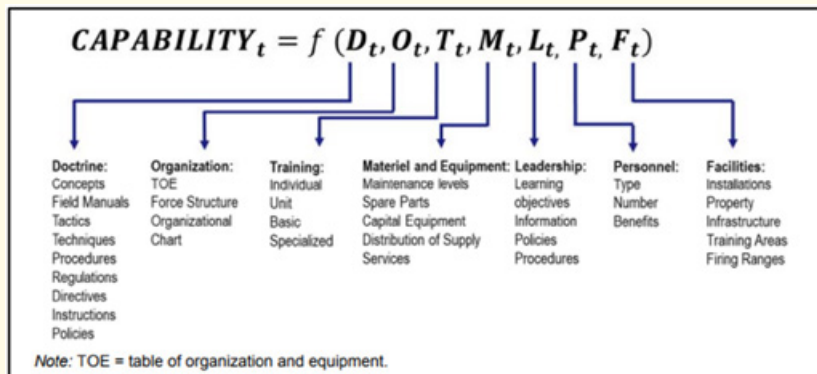 CAPABILITY_t = f (D_t, O_t, T_t, M_t, L_t, P_t, F_t)
Doctrine:
Concepts
Field Manuals
Tactics
Techniques
Procedures
Regulations
Directives
Instructions
Policies
Organization:
TOE
Force Structure
Organizational
Chart
Training:
Individual
Unit
Basic
Specialized
Materiel and Equipment:
Maintenance levels
Spare Parts
Capital Equipment
Distribution of Supply
Services
Leadership:
Learning
objectives
Information
Policies
Procedures
Personnel:
Type
Number
Benefits
Facilities:
Installations
Property
Infrastructure
Training Areas
Firing Ranges
Note: TOE = table of organization and equipment.